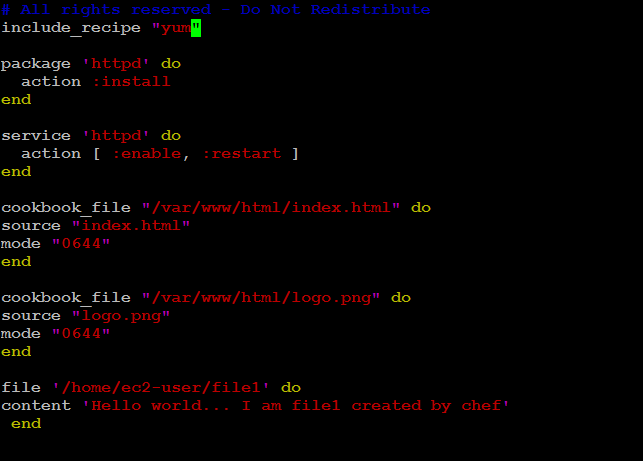 # All rights reserved - Do Not Redistribute
include_recipe "yum"
package 'httpd' do
  action :install
end
service 'httpd' do
  action [ :enable, :restart ]
end
cookbook_file "/var/www/html/index.html" do
source "index.html"
mode "0644"
end
cookbook_file "/var/www/html/logo.png" do
source "logo.png"
mode "0644"
end
file '/home/ec2-user/file1' do
content 'Hello world... I am file1 created by chef'
 end